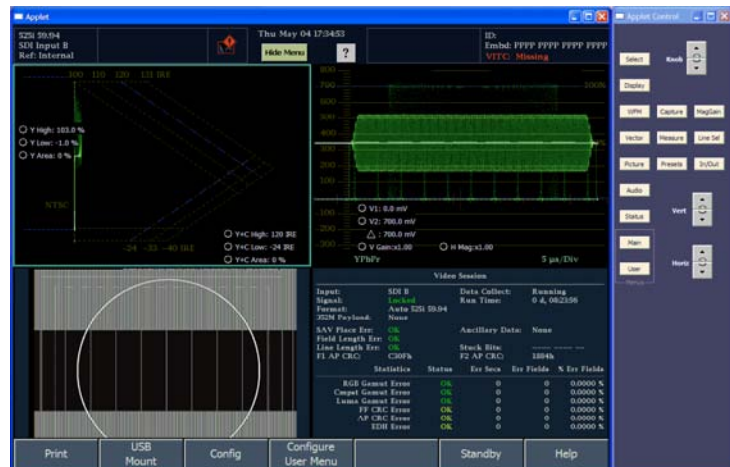 Applet
525i 59.94
SDI Input B
Ref: Internal
Thu May 04 17:34:53
Hide Menu
?
ID:
Embd: PPPP PPPP PPPP PPPP
VITC: Missing
100 110 120 131 IRE
Y High: 103.0 %
Y Low: -1.0 %
Y Area: 0 %
NTSC
-24 -33 -40 IRE
Y+C High: 120 IRE
Y+C Low: -24 IRE
Y+C Area: 0 %
800
700
600
500
400
300
200
100
-100
-200
-300
100%
V1: 0.0 mV
V2: 700.0 mV
△ : 700.0 mV
V Gain:x1.00
H Mag:x1.00
YPbPr
5 µs/Div
Video Session
Input: SDI B Data Collect: Running
Signal: Locked Run Time: 0 d, 08:23:56
Format: Auto 525i 59.94
352M Payload: None
SAV Place Err: OK Ancillary Data: None
Field Length Err: OK
Line Length Err: OK Stuck Bits: ------ ---- ---
F1 AP CRC: C30Fh F2 AP CRC: 1884h
Statistics Status Err Secs Err Fields % Err Fields
RGB Gamut Error OK 0 0 0.0000 %
Cmpst Gamut Error OK 0 0 0.0000 %
Luma Gamut Error OK 0 0 0.0000 %
FF CRC Error OK 0 0 0.0000 %
AP CRC Error OK 0 0 0.0000 %
EDH Error OK 0 0 0.0000 %
Print
USB
Mount
Config
Configure
User Menu
Standby
Help
Applet Control
Select
Knob
Display
WFM Capture MagGain
Vector Measure Line Sel
Picture Presets In/Out
Audio
Status
Vert
Main
User
Horiz
Menus